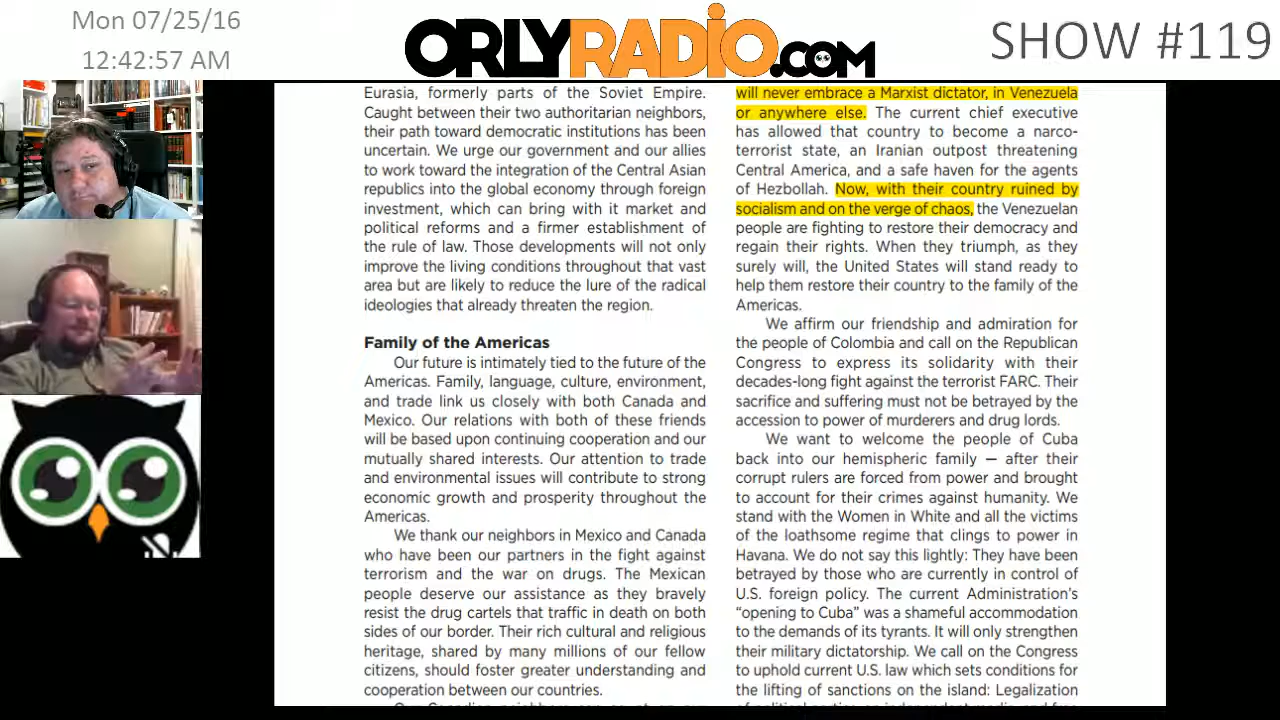 Mon 07/25/16
12:42:57 AM
ORLYRADIO.COM
SHOW #119
Eurasia, formerly parts of the Soviet Empire.
Caught between their two authoritarian neighbors,
their path toward democratic institutions has been
uncertain. We urge our government and our allies
to work toward the integration of the Central Asian
republics into the global economy through foreign
investment, which can bring with it market and
political reforms and a firmer establishment of
the rule of law. Those developments will not only
improve the living conditions throughout that vast
area but are likely to reduce the lure of the radical
ideologies that already threaten the region.
Family of the Americas
Our future is intimately tied to the future of the
Americas. Family, language, culture, environment,
and trade link us closely with both Canada and
Mexico. Our relations with both of these friends
will be based upon continuing cooperation and our
mutually shared interests. Our attention to trade
and environmental issues will contribute to strong
economic growth and prosperity throughout the
Americas.
We thank our neighbors in Mexico and Canada
who have been our partners in the fight against
terrorism and the war on drugs. The Mexican
people deserve our assistance as they bravely
resist the drug cartels that traffic in death on both
sides of our border. Their rich cultural and religious
heritage, shared by many millions of our fellow
citizens, should foster greater understanding and
cooperation between our countries.
will never embrace a Marxist dictator, in Venezuela
or anywhere else. The current chief executive
has allowed that country to become a narco-
terrorist state, an Iranian outpost threatening
Central America, and a safe haven for the agents
of Hezbollah. Now, with their country ruined by
socialism and on the verge of chaos, the Venezuelan
people are fighting to restore their democracy and
regain their rights. When they triumph, as they
surely will, the United States will stand ready to
help them restore their country to the family of the
Americas.
We affirm our friendship and admiration for
the people of Colombia and call on the Republican
Congress to express its solidarity with their
decades-long fight against the terrorist FARC. Their
sacrifice and suffering must not be betrayed by the
accession to power of murderers and drug lords.
We want to welcome the people of Cuba
back into our hemispheric family — after their
corrupt rulers are forced from power and brought
to account for their crimes against humanity. We
stand with the Women in White and all the victims
of the loathsome regime that clings to power in
Havana. We do not say this lightly: They have been
betrayed by those who are currently in control of
U.S. foreign policy. The current Administration's
“opening to Cuba” was a shameful accommodation
to the demands of its tyrants. It will only strengthen
their military dictatorship. We call on the Congress
to uphold current U.S. law which sets conditions for
the lifting of sanctions on the island: Legalization